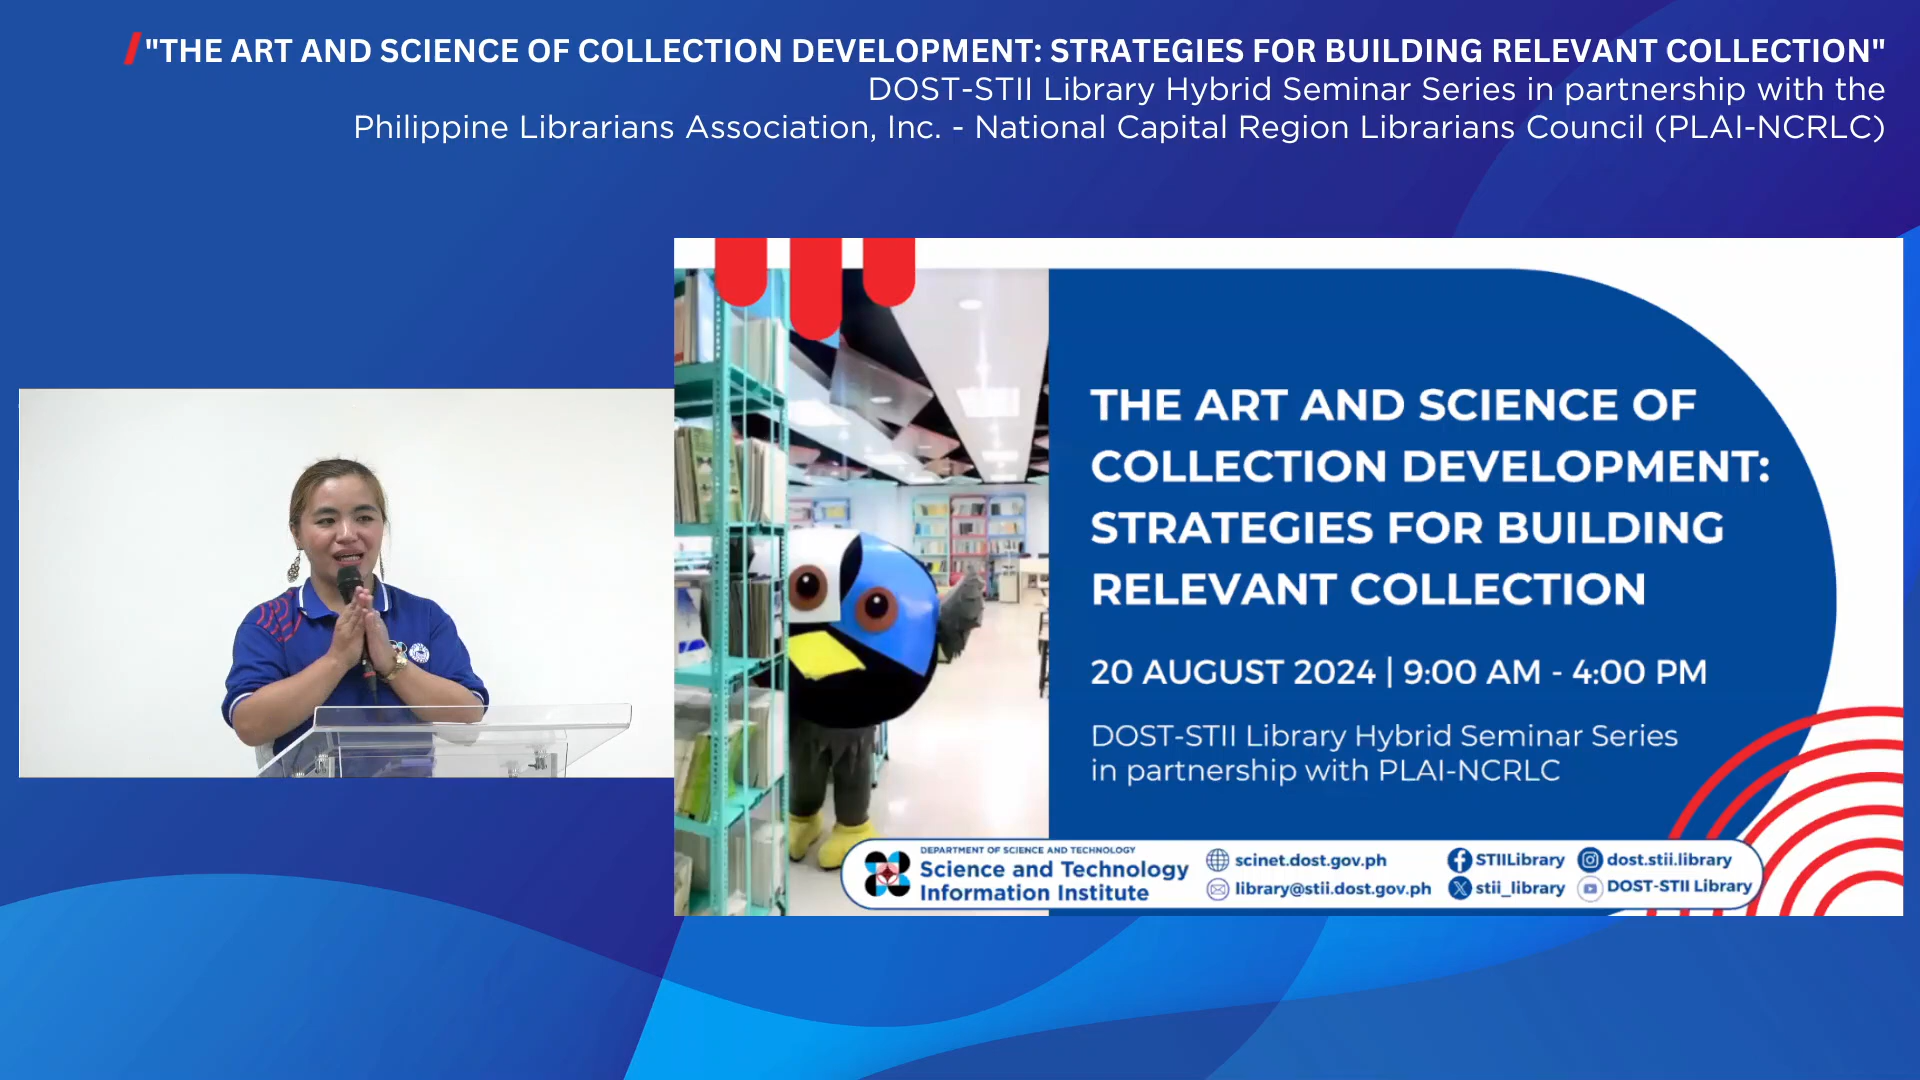 "THE ART AND SCIENCE OF COLLECTION DEVELOPMENT: STRATEGIES FOR BUILDING RELEVANT COLLECTION"
DOST-STII Library Hybrid Seminar Series in partnership with the
Philippine Librarians Association, Inc. - National Capital Region Librarians Council (PLAI-NCRLC)
THE ART AND SCIENCE OF
COLLECTION DEVELOPMENT:
STRATEGIES FOR BUILDING
RELEVANT COLLECTION
20 AUGUST 2024 | 9:00 AM - 4:00 PM
DOST-STII Library Hybrid Seminar Series
in partnership with PLAI-NCRLC
DEPARTMENT OF SCIENCE AND TECHNOLOGY
Science and Technology
Information Institute
scinet.dost.gov.ph
library@stii.dost.gov.ph
STIILibrary
stii_library
dost.stii.library
DOST-STII Library